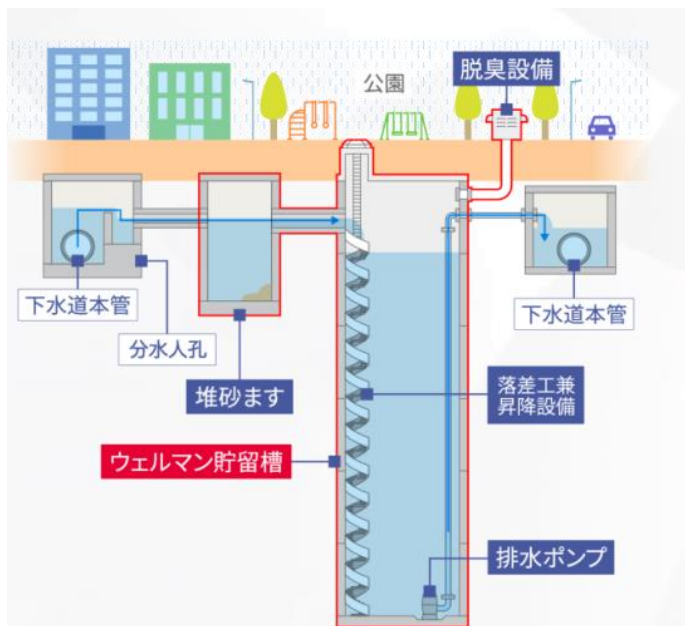 脱臭設備
公園
下水道本管
分水人孔
堆砂ます
下水道本管
落差工兼
昇降設備
ウェルマン貯留槽
排水ポンプ